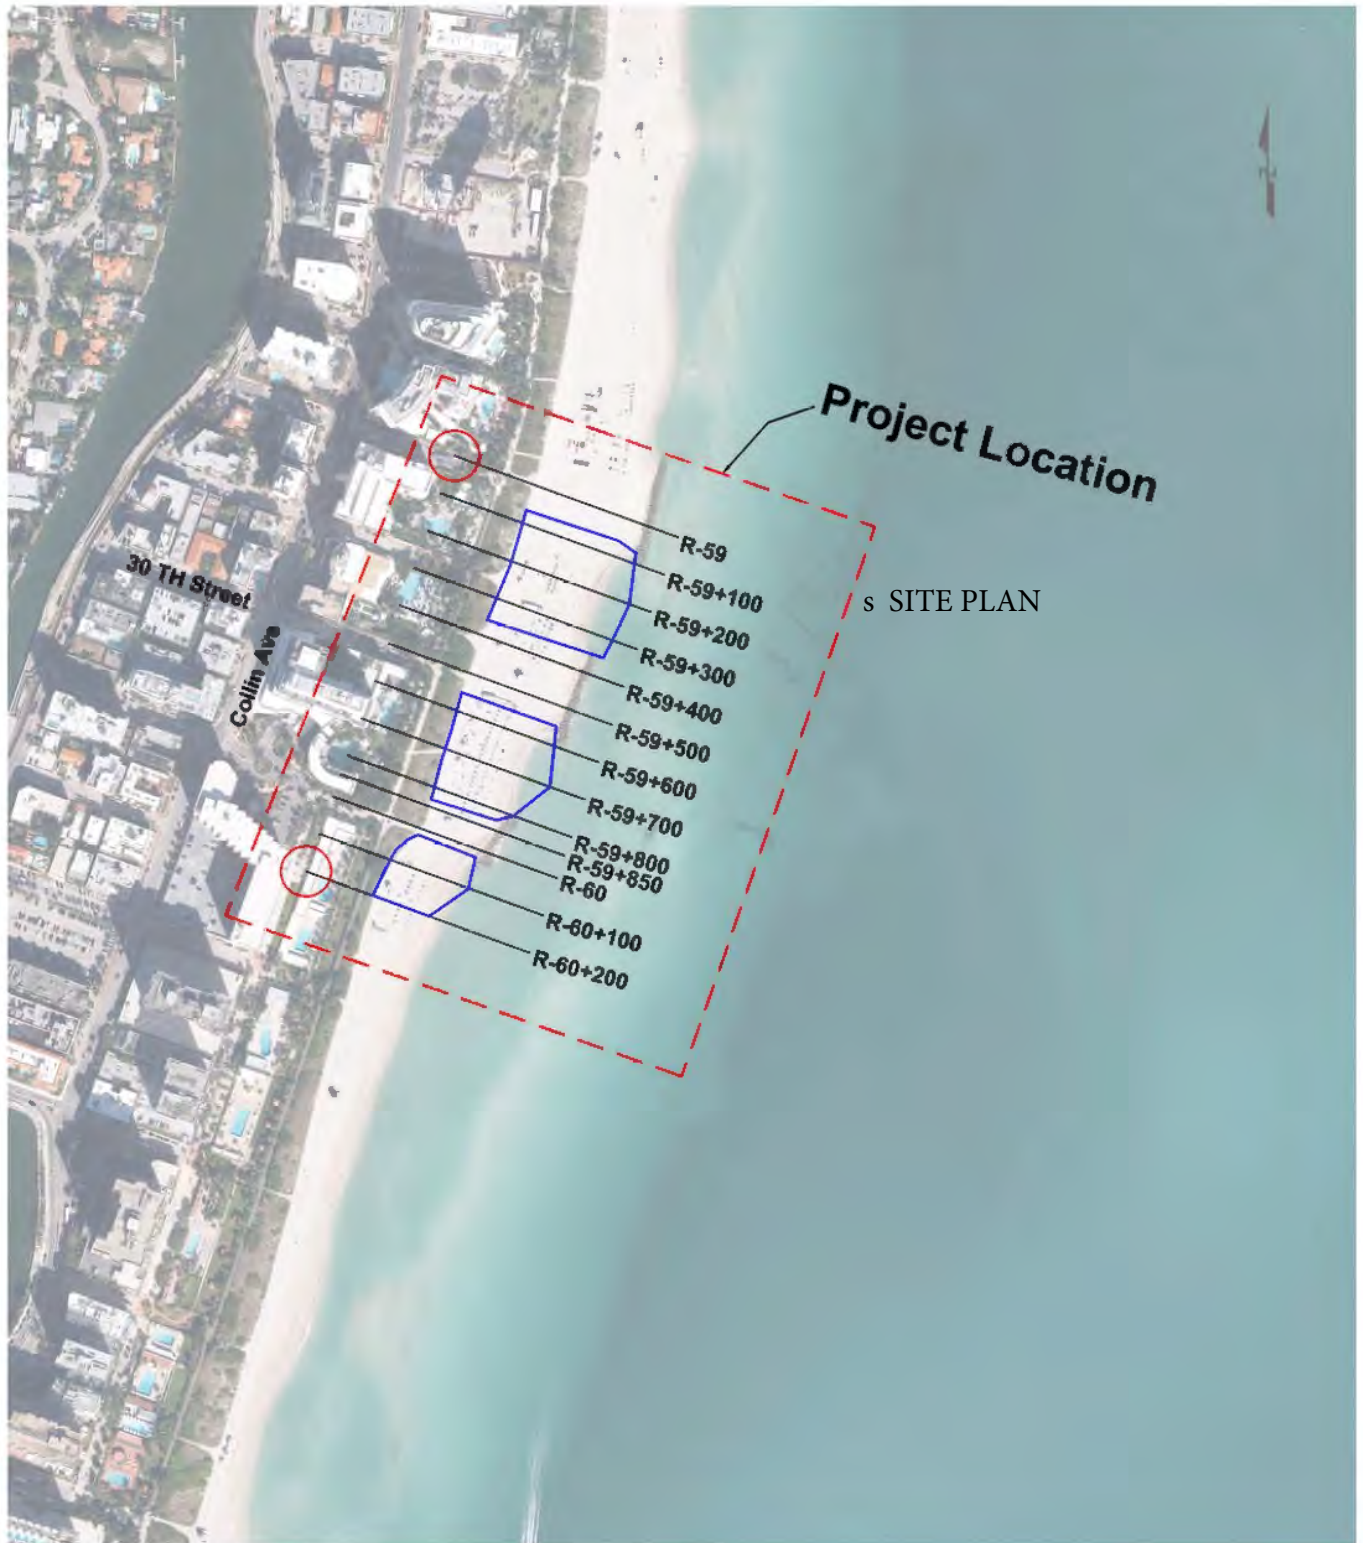 Project Location
R-59
R-59+100
s SITE PLAN
R-59+200
30 TH Street
R-59+300
R-59+400
Collin Ave
R-59+500
R-59+600
R-59+700
R-59+800
R-59+850
R-60
R-60+100
R-60+200